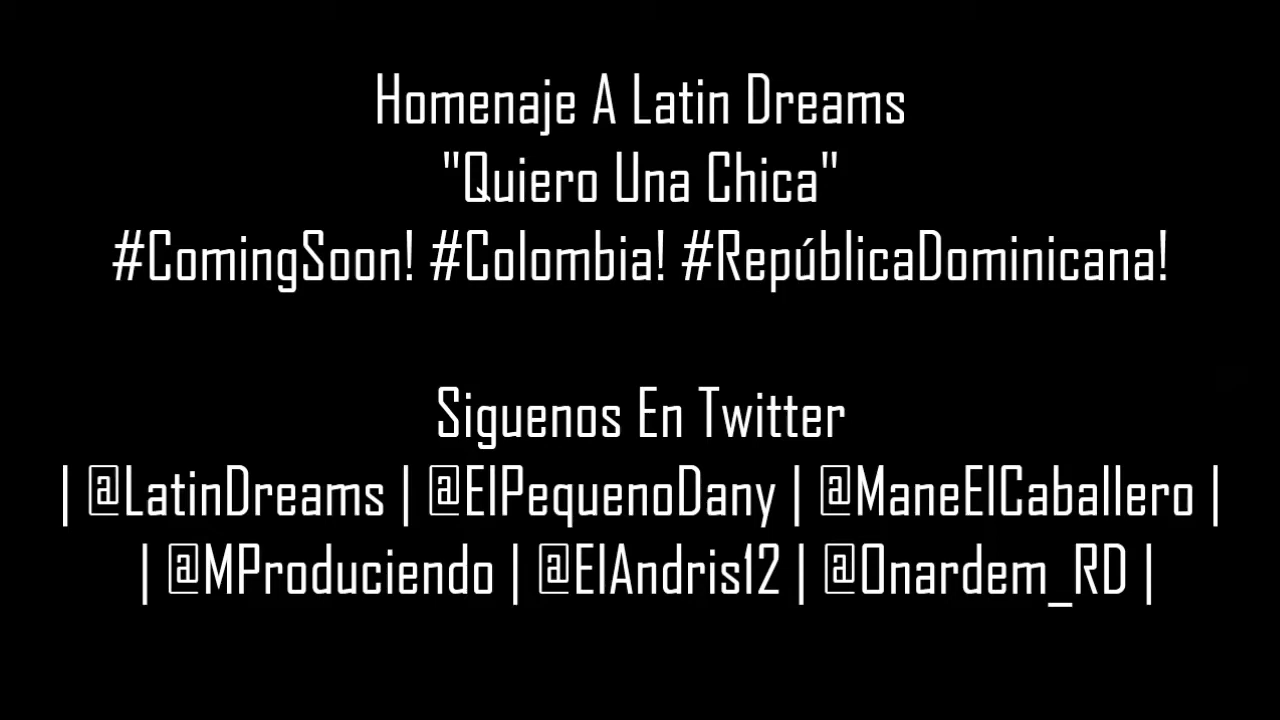 Homenaje A Latin Dreams
"Quiero Una Chica"
#ComingSoon! #Colombia! #RepúblicaDominicana!
Siguenos En Twitter
| @LatinDreams | @ElPequenoDany | @ManeElCaballero |
| @MProduciendo | @ElAndris12 | @Onardem_RD |